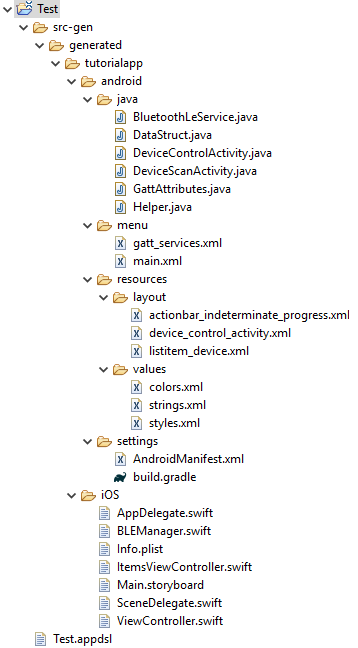 Test
src-gen
generated
tutorialapp
android
java
BluetoothLeService.java
DataStruct.java
DeviceControlActivity.java
DeviceScanActivity.java
GattAttributes.java
Helper.java
menu
gatt_services.xml
main.xml
resources
layout
actionbar_indeterminate_progress.xml
device_control_activity.xml
listitem_device.xml
values
colors.xml
strings.xml
styles.xml
settings
AndroidManifest.xml
build.gradle
iOS
AppDelegate.swift
BLEManager.swift
Info.plist
ItemsViewController.swift
Main.storyboard
SceneDelegate.swift
ViewController.swift
Test.appdsl